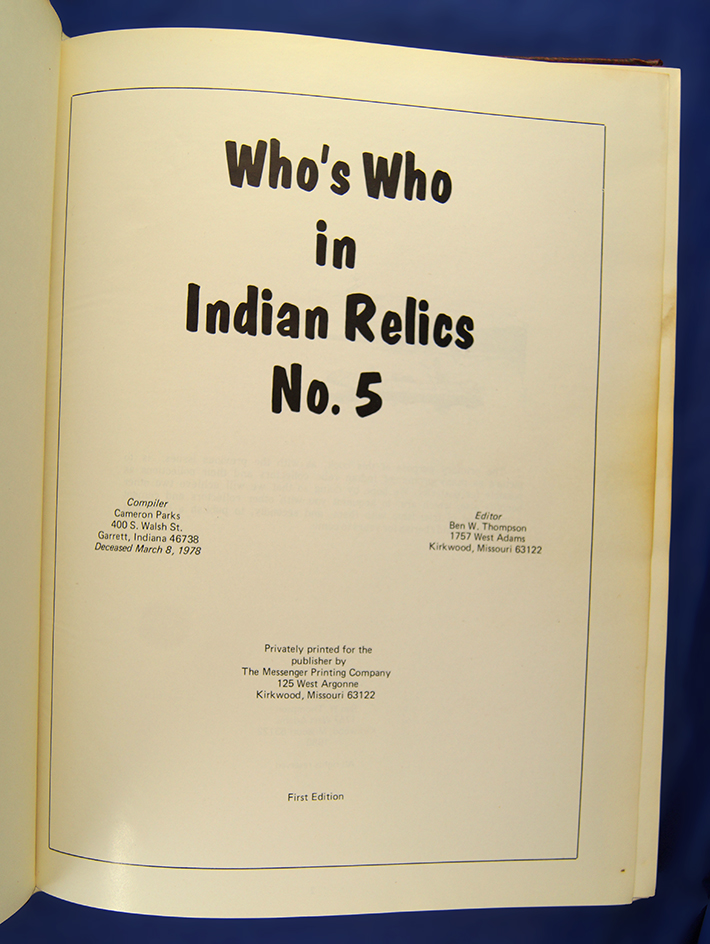 Who's Who
in
Indian Relics
No. 5
Compiler
Cameron Parks
400 S. Walsh St.
Garrett, Indiana 46738
Deceased March 8, 1978
Editor
Ben W. Thompson
1757 West Adams
Kirkwood, Missouri 63122
Privately printed for the
publisher by
The Messenger Printing Company
125 West Argonne
Kirkwood, Missouri 63122
First Edition